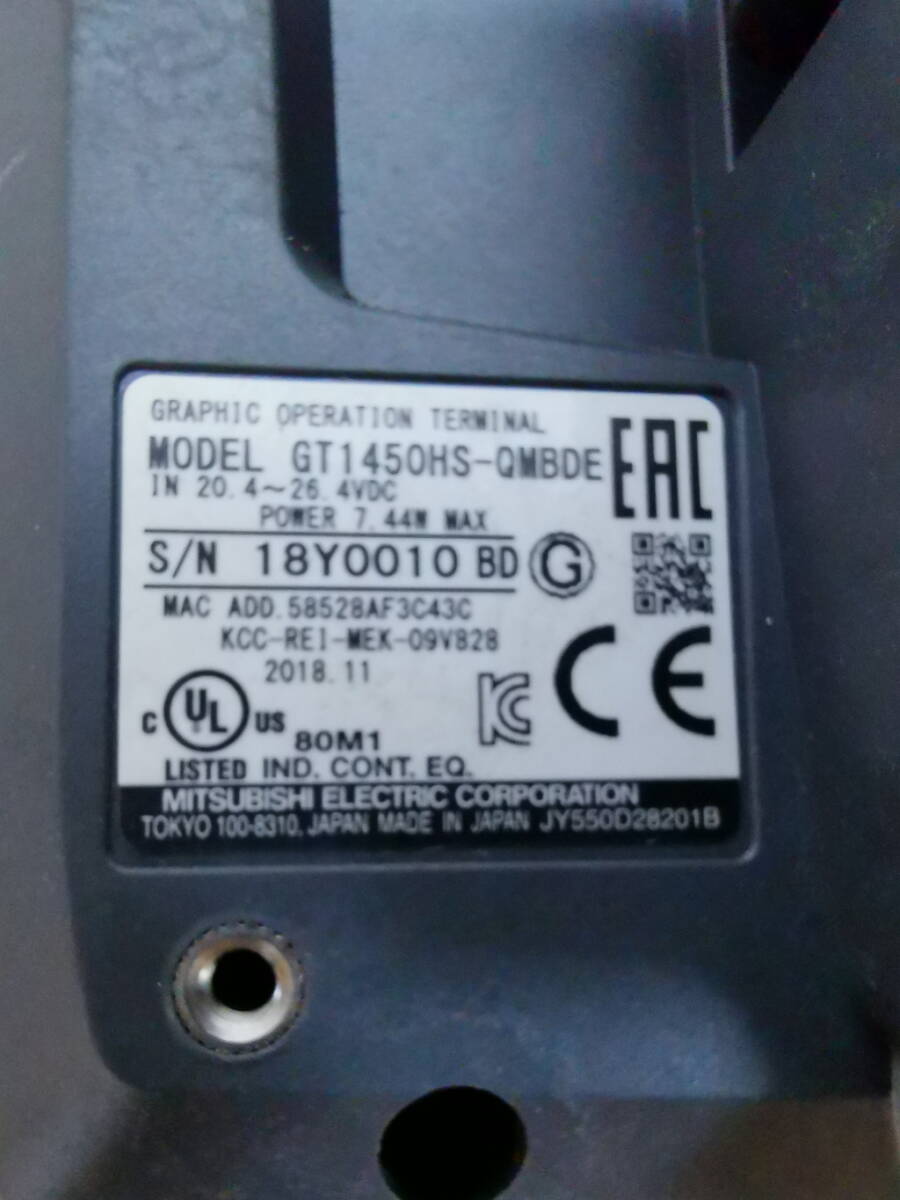 GRAPHIC OPERATION TERMINAL
MODEL GT1450HS-QMBDE
EAC
IN 20.4~26.4VDC
POWER 7.44W MAX
S/N 18Y0010 BD G
MAC ADD.58528AF3C43C
KCC-REI-MEK-09V828
2018.11
C UL US
80M1
KC
CE
LISTED IND. CONT. EQ.
MITSUBISHI ELECTRIC CORPORATION
TOKYO 100-8310, JAPAN MADE IN JAPAN JY550D28201B